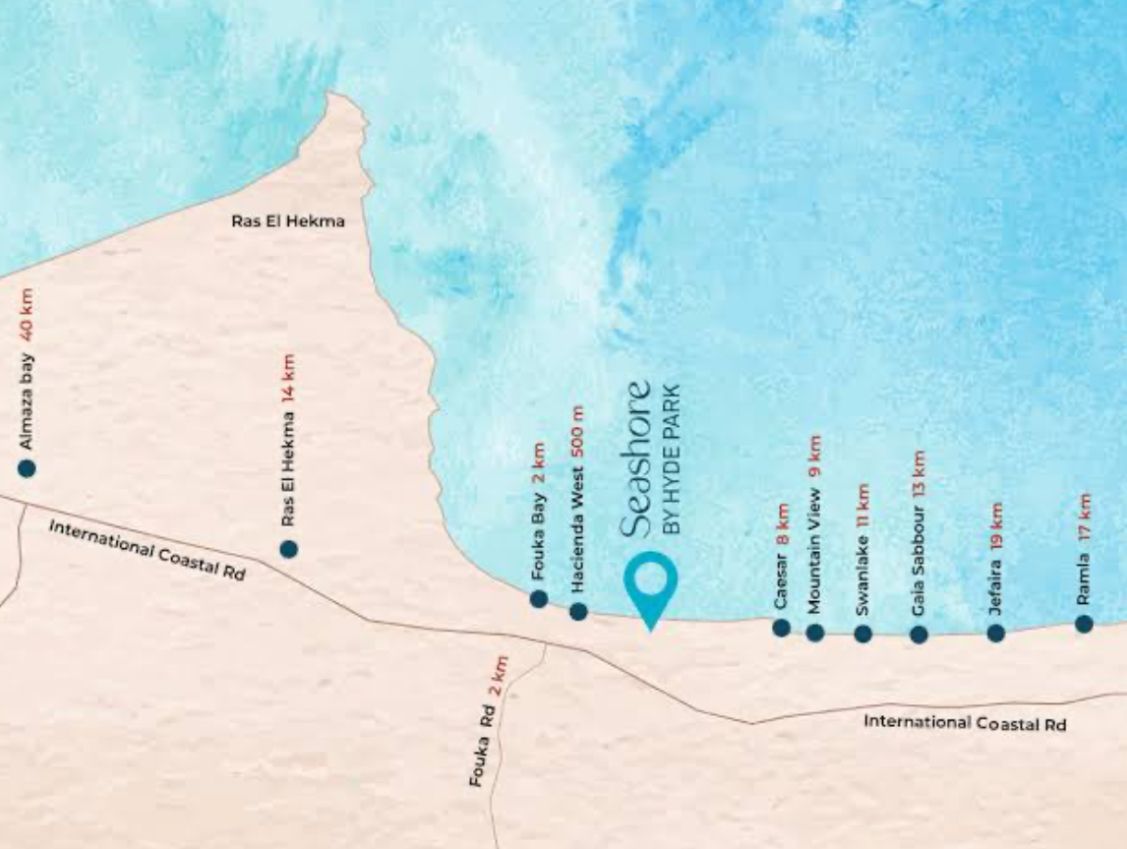 Ras El Hekma
Almaza bay 40 km
Ras El Hekma 14 km
International Coastal Rd
Fouka Bay 2 km
Hacienda West 500 m
Seashore
BY HYDE PARK
Caesar 8 km
Mountain View 9 km
Swanlake 11 km
Gaia Sabbour 13 km
Jefaira 19 km
Ramla 17 km
Fouka Rd 2 km
International Coastal Rd